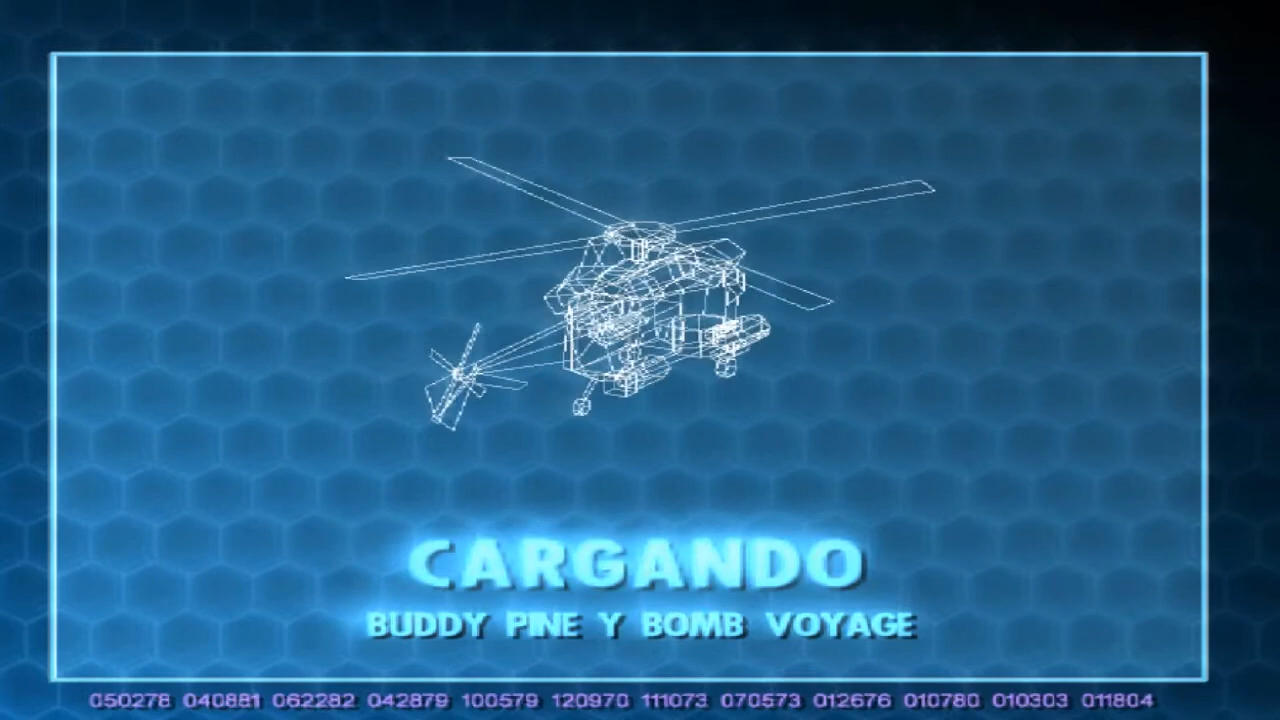 CARGANDO
BUDDY PINE Y BOMB VOYAGE
050278 040881 062282 042879 100579 120970 111073 070573 012676 010780 010303 011804